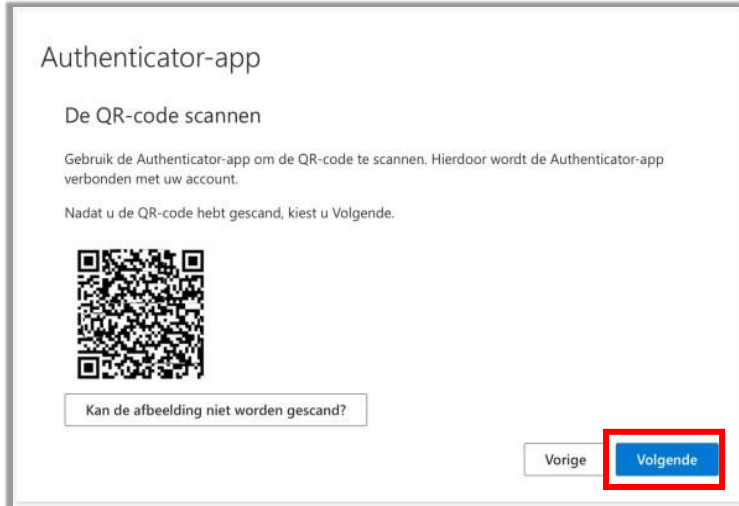 Authenticator-app
De QR-code scannen
Gebruik de Authenticator-app om de QR-code te scannen. Hierdoor wordt de Authenticator-app
verbonden met uw account.
Nadat u de QR-code hebt gescand, kiest u Volgende.
Kan de afbeelding niet worden gescand?
Vorige
Volgende